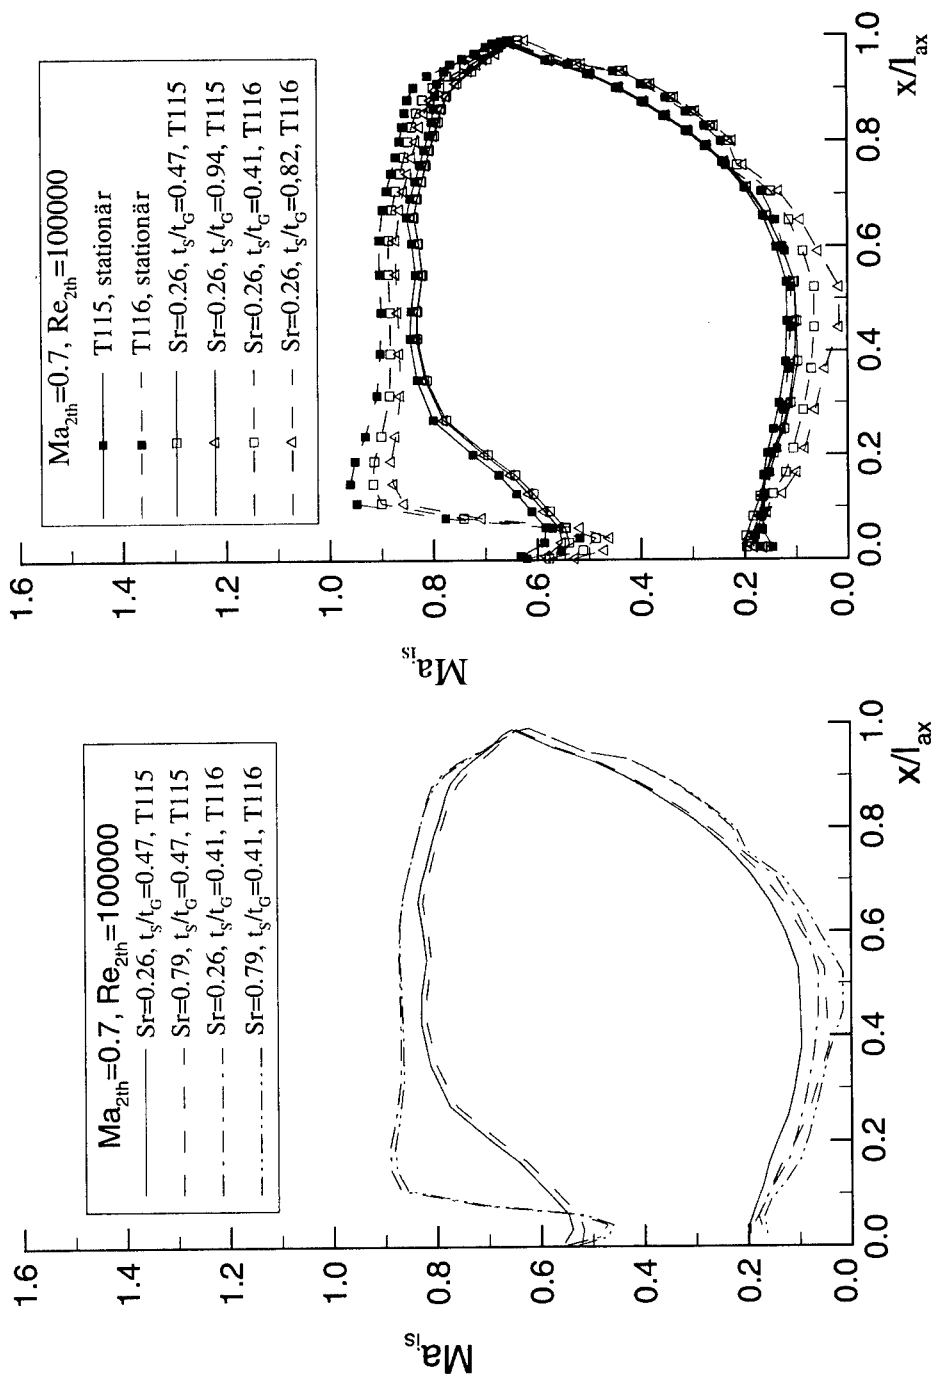 Ma2th=0.7, Re2th=100000
Sr=0.26, tS/tG=0.47, T115
Sr=0.79, tS/tG=0.47, T115
Sr=0.26, tS/tG=0.41, T116
Sr=0.79, tS/tG=0.41, T116
Mais
1.6
1.4
1.2
1.0
0.8
0.6
0.4
0.2
0.0
0.0
0.2
0.4
0.6
0.8
1.0
x/lax
Ma2th=0.7, Re2th=100000
T115, stationär
T116, stationär
Sr=0.26, tS/tG=0.47, T115
Sr=0.26, tS/tG=0.94, T115
Sr=0.26, tS/tG=0.41, T116
Sr=0.26, tS/tG=0,82, T116
Mais
1.6
1.4
1.2
1.0
0.8
0.6
0.4
0.2
0.0
0.0
0.2
0.4
0.6
0.8
1.0
x/lax